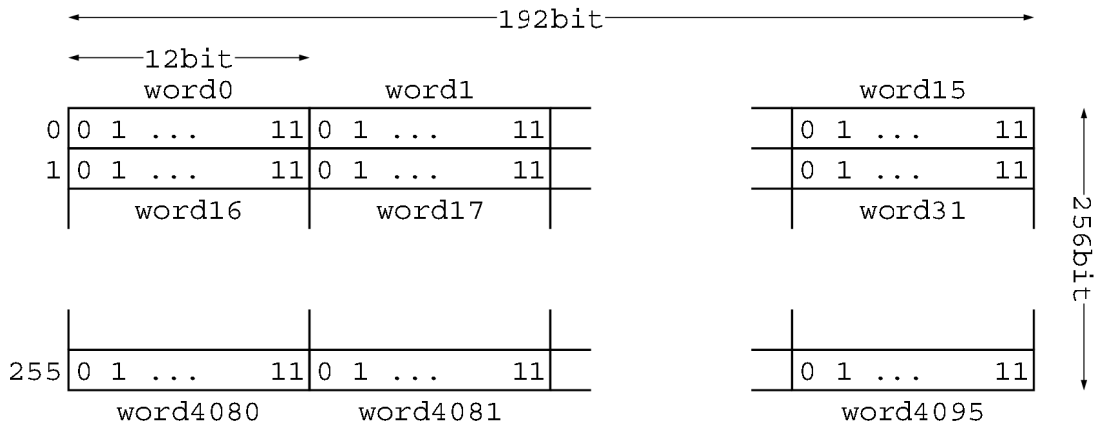 192bit
12bit
word0 word1 word15
0 0 1 ... 11 0 1 ... 11 0 1 ... 11
1 0 1 ... 11 0 1 ... 11 0 1 ... 11
word16 word17 word31
256bit
255 0 1 ... 11 0 1 ... 11 0 1 ... 11
word4080 word4081 word4095